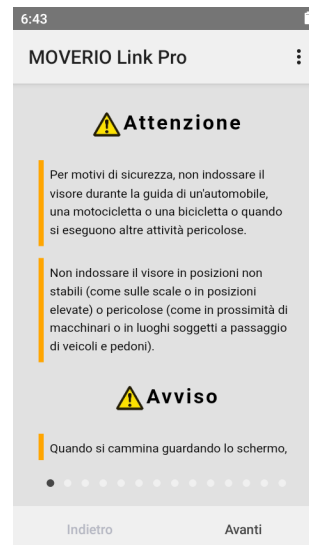 6:43
MOVERIO Link Pro
Attenzione
Per motivi di sicurezza, non indossare il
visore durante la guida di un'automobile,
una motocicletta o una bicicletta o quando
si eseguono altre attività pericolose.
Non indossare il visore in posizioni non
stabili (come sulle scale o in posizioni
elevate) o pericolose (come in prossimità di
macchinari o in luoghi soggetti a passaggio
di veicoli e pedoni).
Avviso
Quando si cammina guardando lo schermo,
Indietro
Avanti